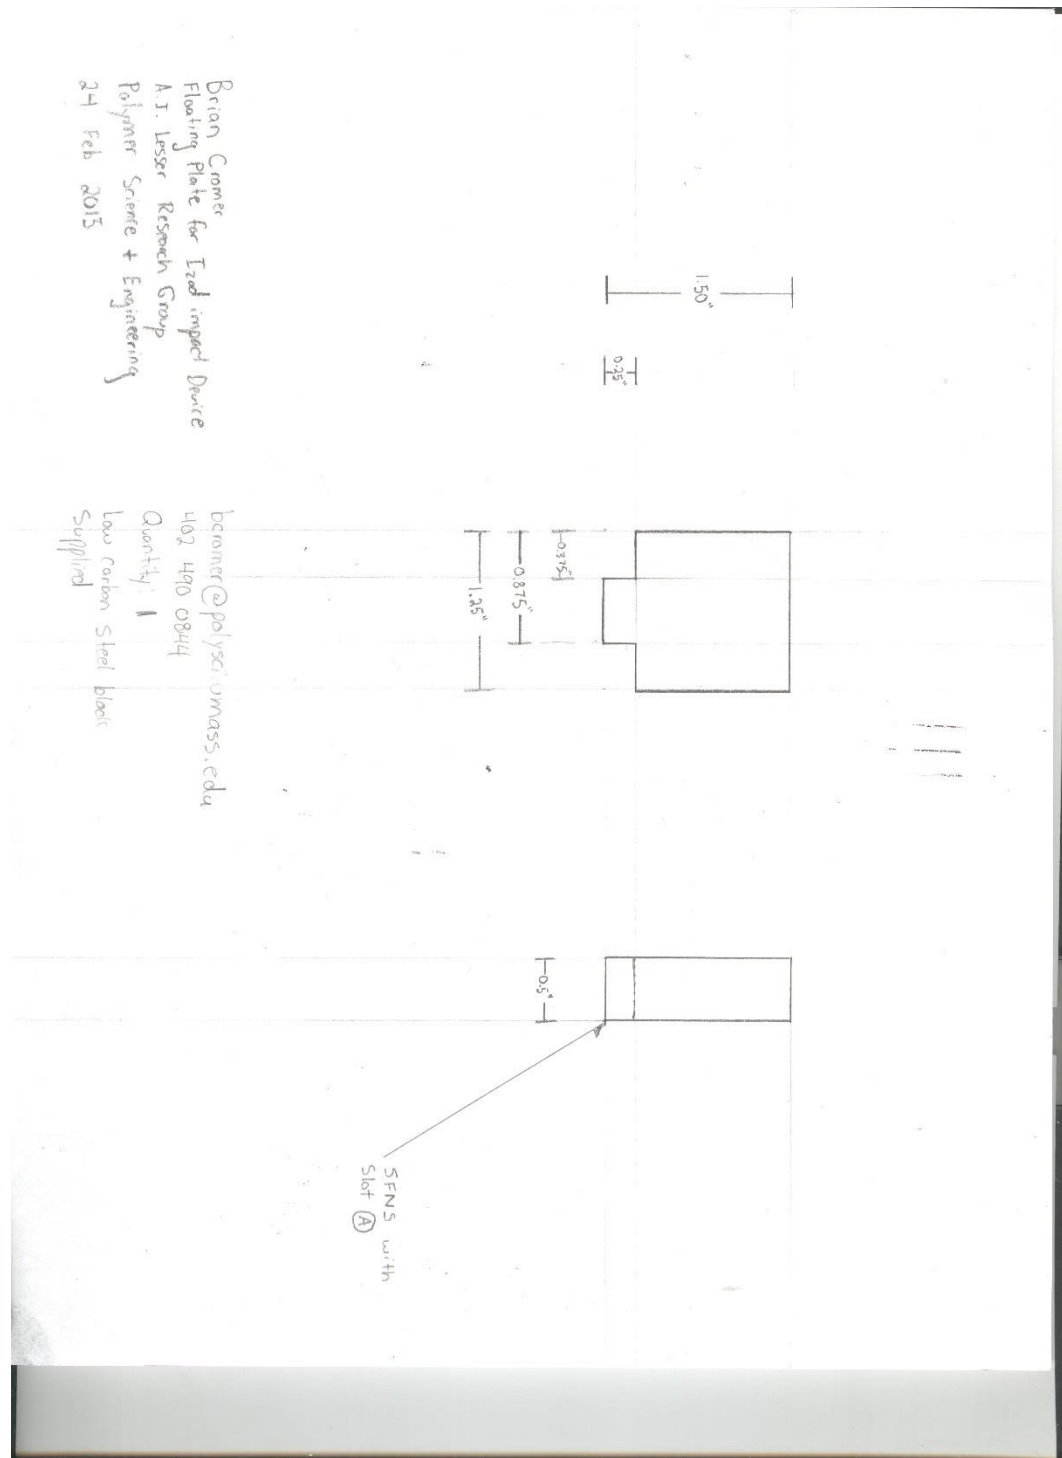 1.50"
0.25"
0.375
0.875"
1.25"
0.5"
SFNS with
Slot A
Brian Cromer
Floating Plate for Izod impact Device
A.J. Lesser Research Group
Polymer Science + Engineering
24 Feb 2013
bcromer@polysci.umass.edu
402 490 0844
Quantity: 1
Low Carbon Steel block
Supplied